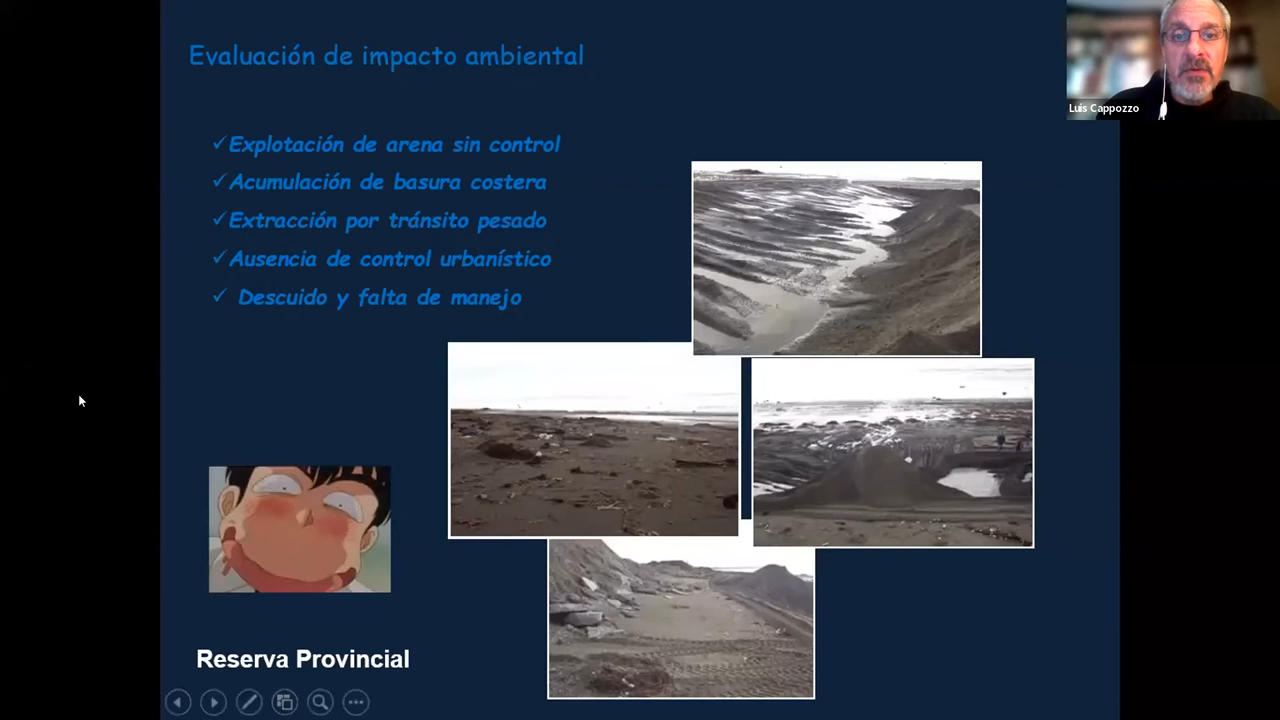 Evaluación de impacto ambiental
Luis Cappozzo
✓Explotación de arena sin control
✓Acumulación de basura costera
✓Extracción por tránsito pesado
✓Ausencia de control urbanístico
✓ Descuido y falta de manejo
Reserva Provincial